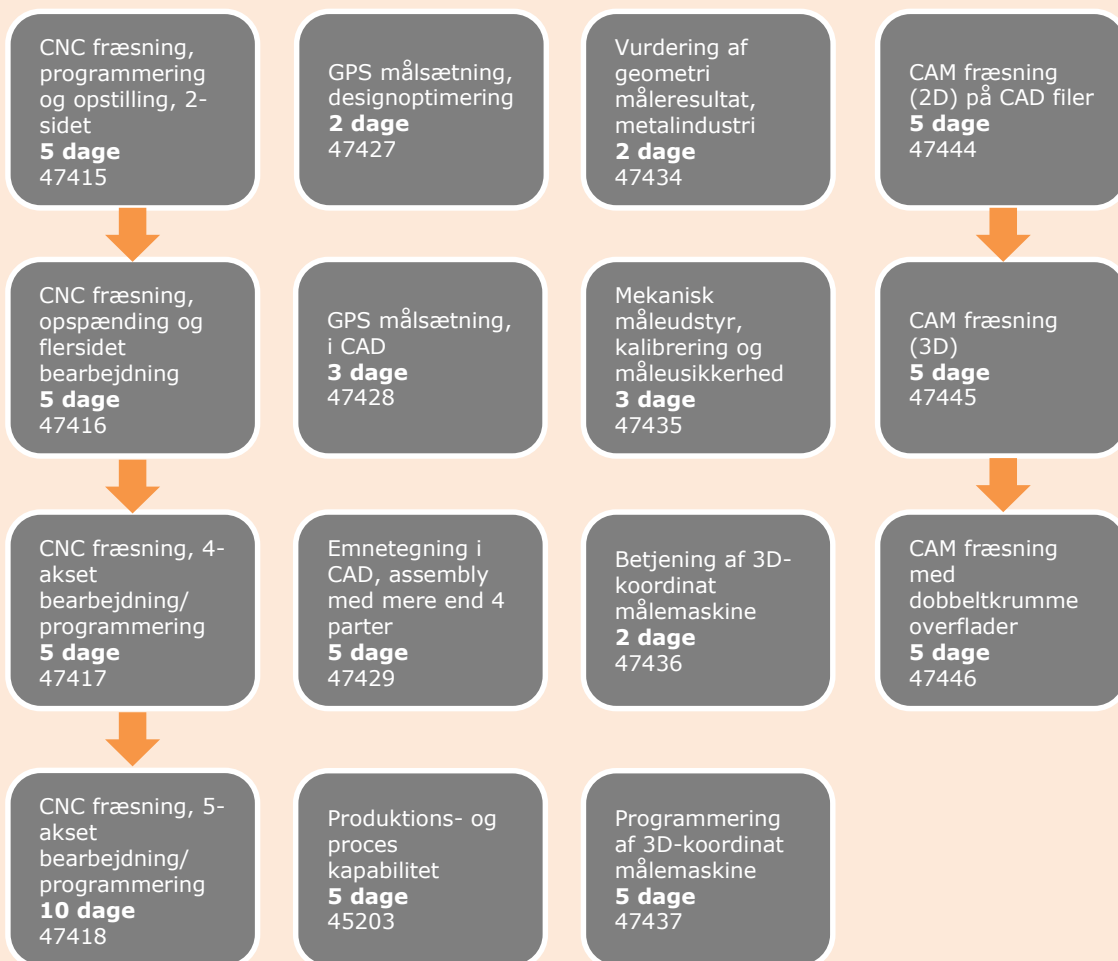 CNC fræsning,
programmering
og opstilling, 2-
sidet
5 dage
47415
GPS målsætning,
designoptimering
2 dage
47427
Vurdering af
geometri
måleresultat,
metalindustri
2 dage
47434
CAM fræsning
(2D) på CAD filer
5 dage
47444
CNC fræsning,
opspænding og
flersidet
bearbejdning
5 dage
47416
GPS målsætning,
i CAD
3 dage
47428
Mekanisk
måleudstyr,
kalibrering og
måleusikkerhed
3 dage
47435
CAM fræsning
(3D)
5 dage
47445
CNC fræsning, 4-
akset
bearbejdning/
programmering
5 dage
47417
Emnetegning i
CAD, assembly
med mere end 4
parter
5 dage
47429
Betjening af 3D-
koordinat
målemaskine
2 dage
47436
CAM fræsning
med
dobbeltkrumme
overflader
5 dage
47446
CNC fræsning, 5-
akset
bearbejdning/
programmering
10 dage
47418
Produktions- og
proces
kapabilitet
5 dage
45203
Programmering
af 3D-koordinat
målemaskine
5 dage
47437